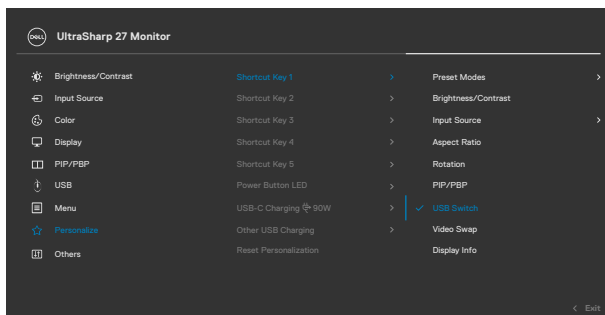 DELL UltraSharp 27 Monitor
Brightness/Contrast Shortcut Key 1 > Preset Modes >
Input Source Shortcut Key 2 > Brightness/Contrast
Color Shortcut Key 3 > Input Source >
Display Shortcut Key 4 > Aspect Ratio
PIP/PBP Shortcut Key 5 > Rotation
USB Power Button LED > PIP/PBP
Menu USB-C Charging 90W > ✓ USB Switch
Personalize Other USB Charging > Video Swap
Others Reset Personalization Display Info
< Exit